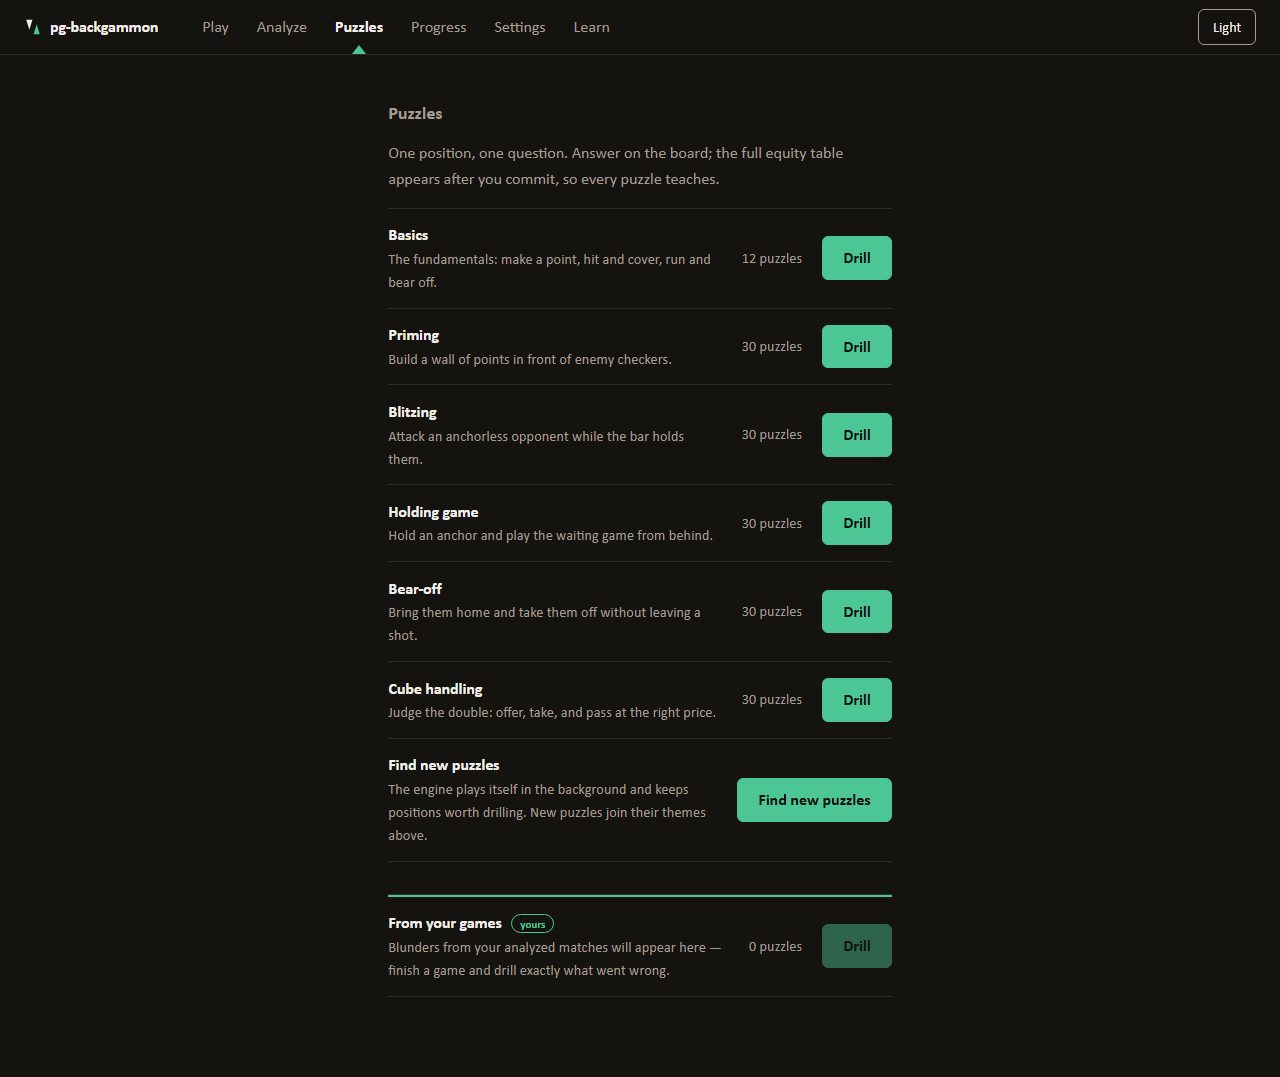 pg-backgammon Play Analyze Puzzles Progress Settings Learn Light
Puzzles
One position, one question. Answer on the board; the full equity table
appears after you commit, so every puzzle teaches.
Basics
The fundamentals: make a point, hit and cover, run and
bear off.
12 puzzles Drill
Priming
Build a wall of points in front of enemy checkers.
30 puzzles Drill
Blitzing
Attack an anchorless opponent while the bar holds
them.
30 puzzles Drill
Holding game
Hold an anchor and play the waiting game from behind.
30 puzzles Drill
Bear-off
Bring them home and take them off without leaving a
shot.
30 puzzles Drill
Cube handling
Judge the double: offer, take, and pass at the right price.
30 puzzles Drill
Find new puzzles
The engine plays itself in the background and keeps
positions worth drilling. New puzzles join their themes
above.
Find new puzzles
From your games yours
Blunders from your analyzed matches will appear here —
finish a game and drill exactly what went wrong.
0 puzzles Drill